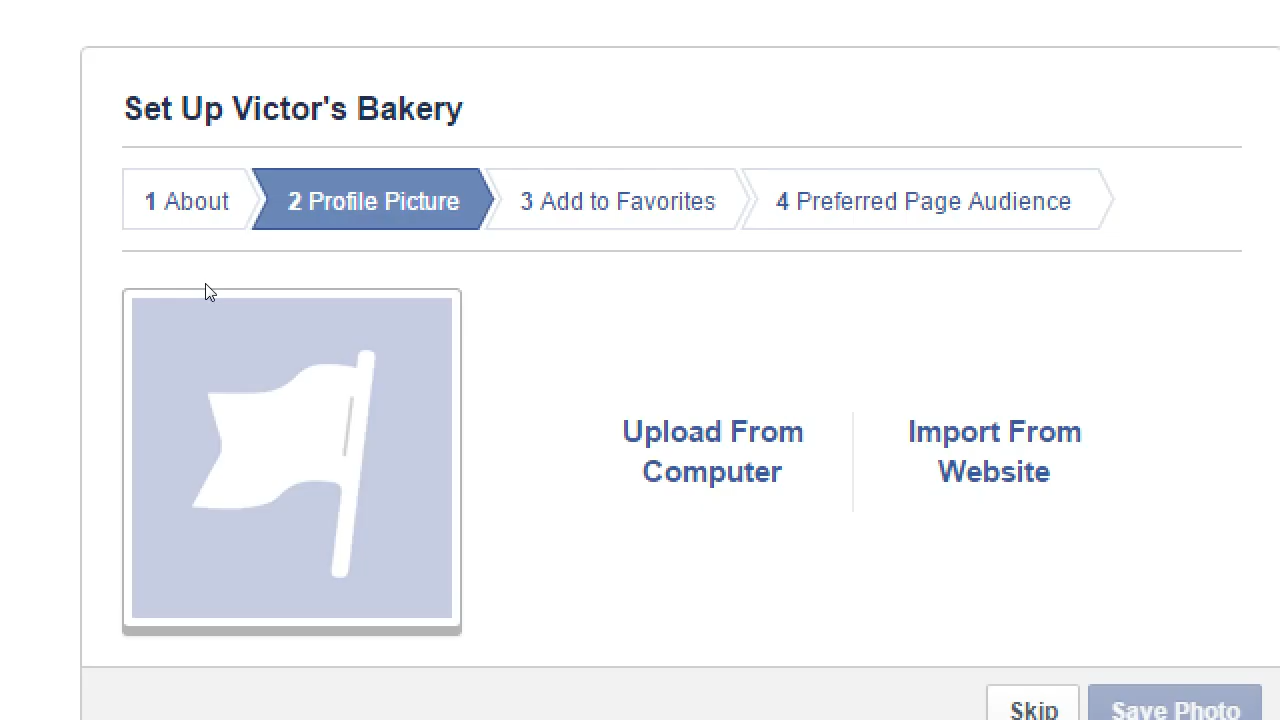 Set Up Victor's Bakery
1 About
2 Profile Picture
3 Add to Favorites
4 Preferred Page Audience
Upload From
Computer
Import From
Website
Skip
Save Photo